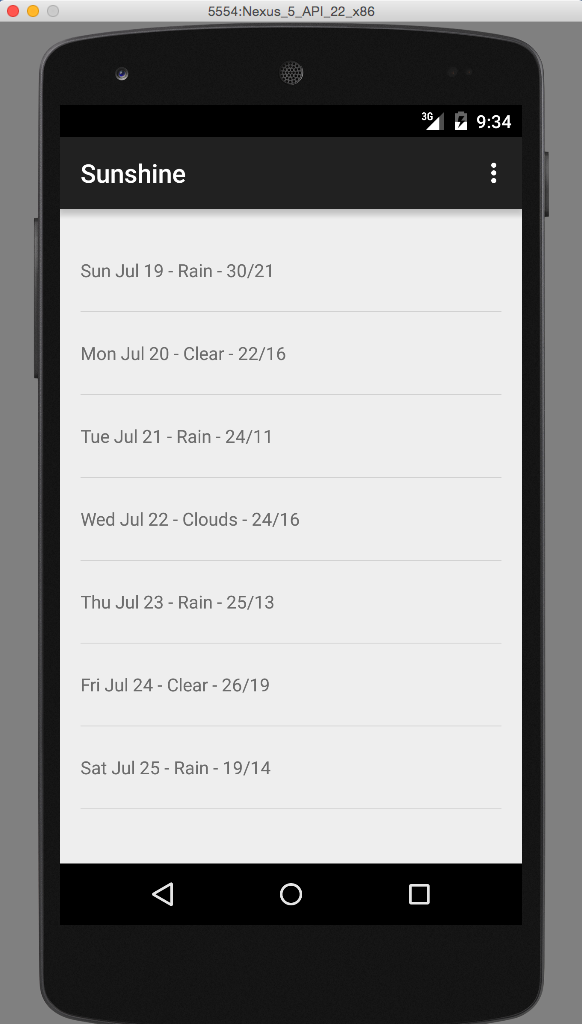 5554:Nexus_5_API_22_x86
3G 9:34
Sunshine
Sun Jul 19 - Rain - 30/21
Mon Jul 20 - Clear - 22/16
Tue Jul 21 - Rain - 24/11
Wed Jul 22 - Clouds - 24/16
Thu Jul 23 - Rain - 25/13
Fri Jul 24 - Clear - 26/19
Sat Jul 25 - Rain - 19/14